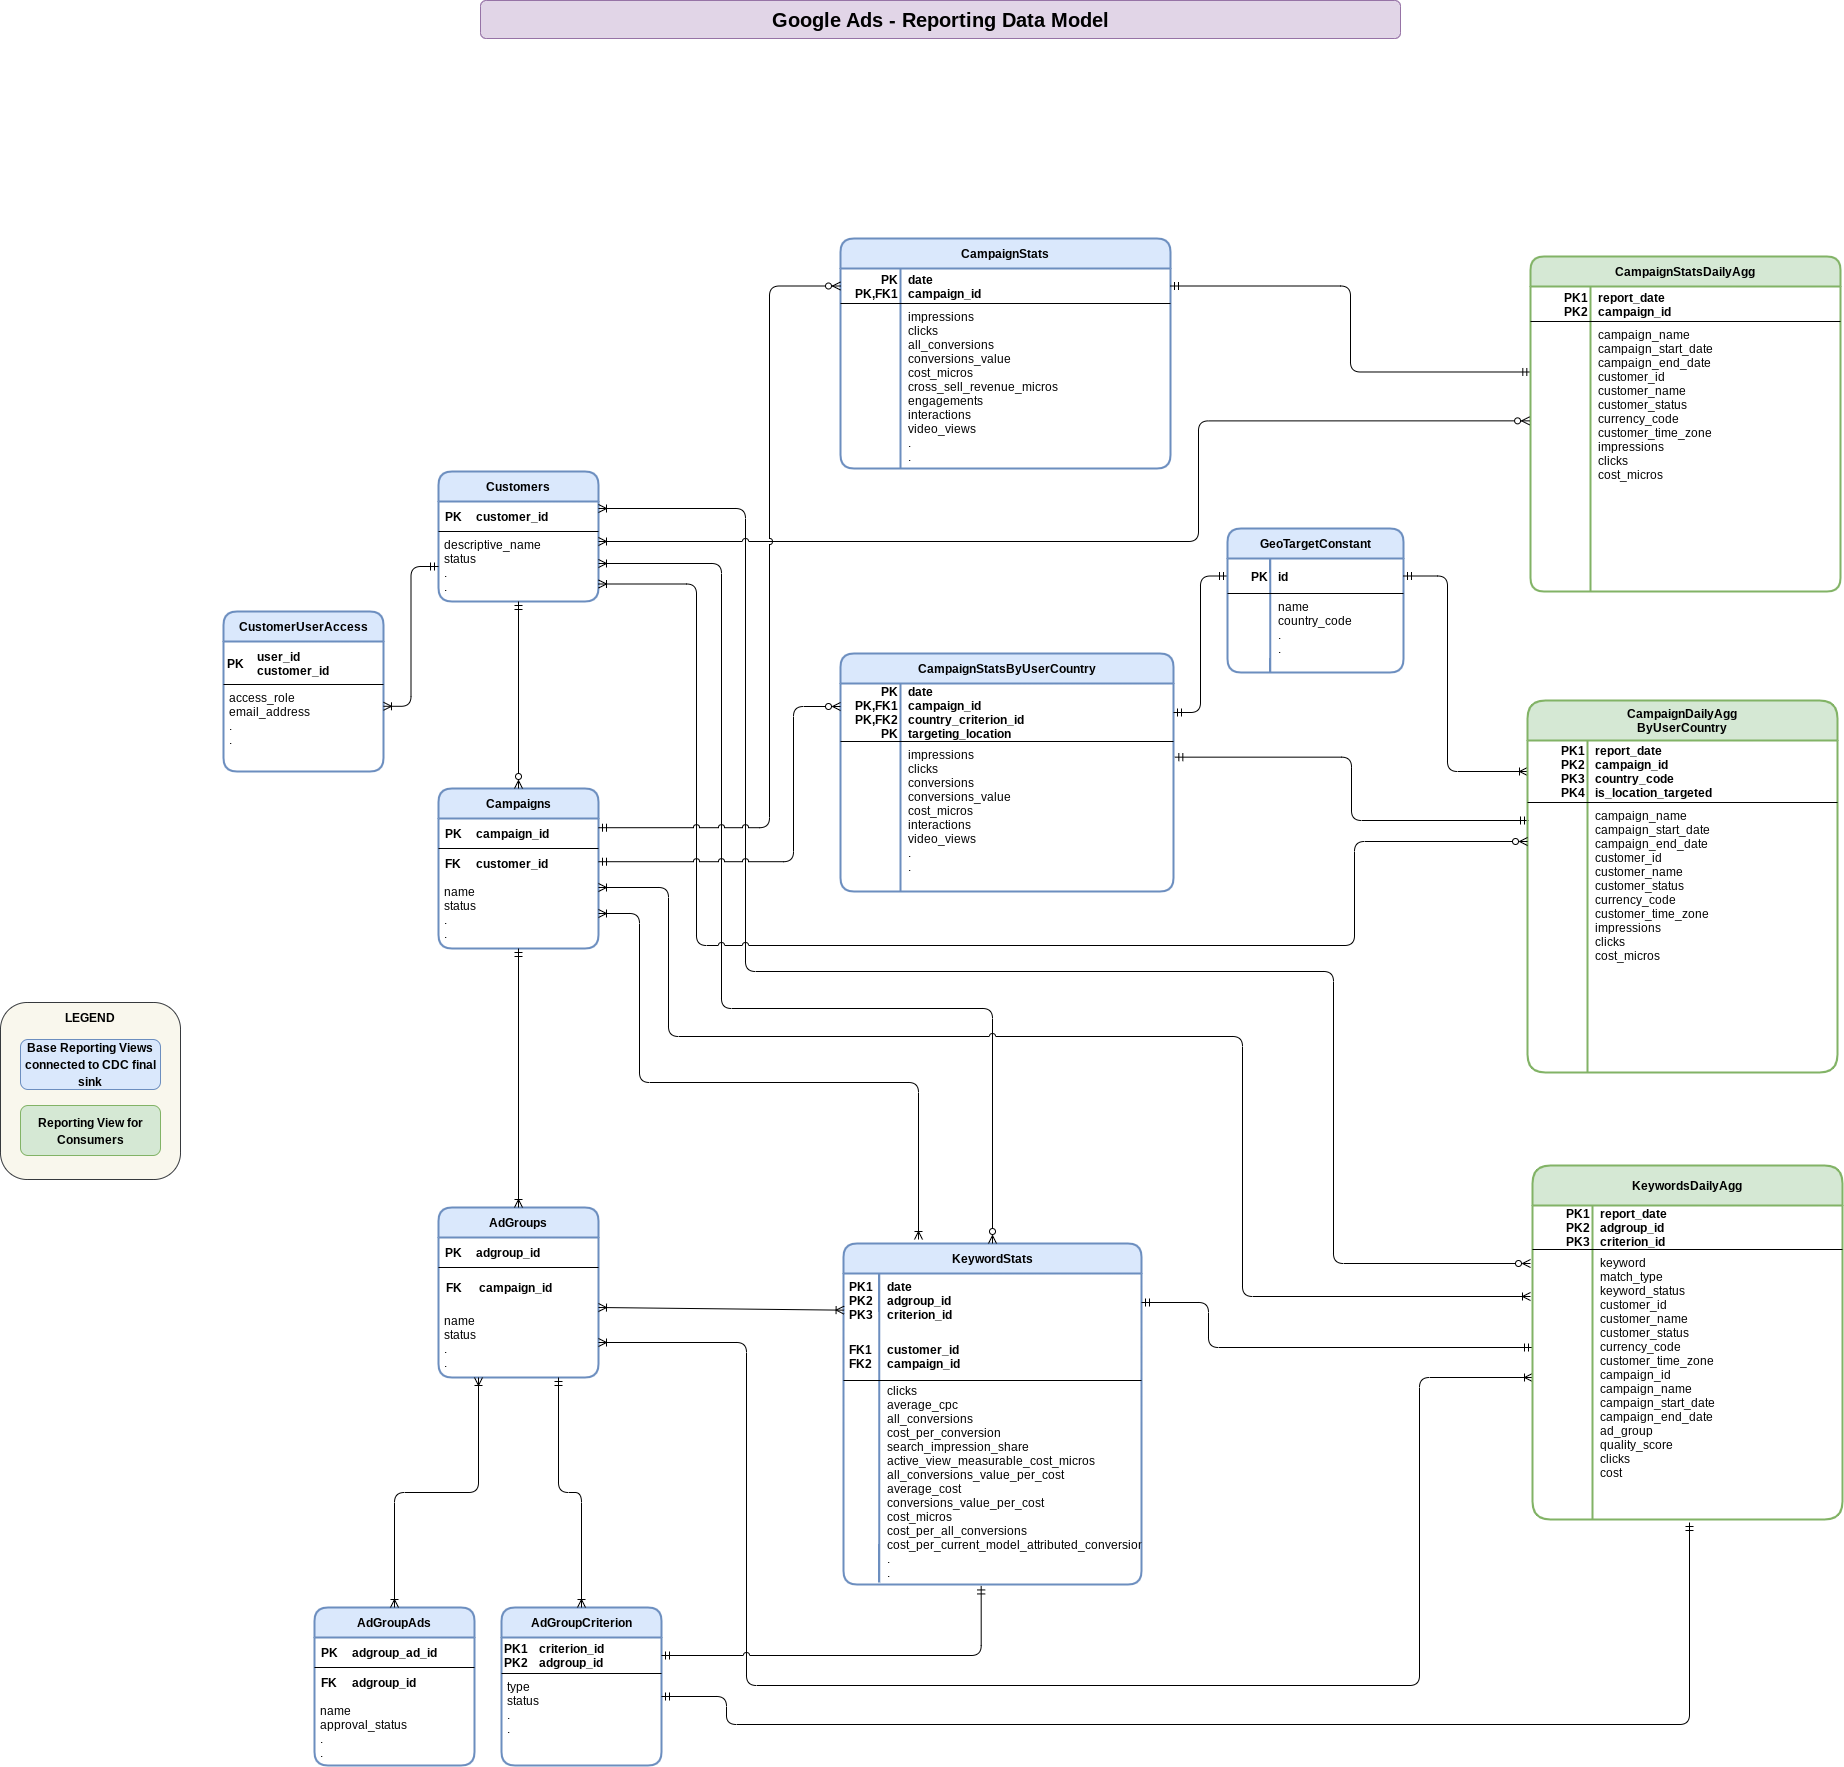 Google Ads - Reporting Data Model
CampaignStats
PK date
PK,FK1 campaign_id
impressions
clicks
all_conversions
conversions_value
cost_micros
cross_sell_revenue_micros
engagements
interactions
video_views
.
.
CampaignStatsDailyAgg
PK1 report_date
PK2 campaign_id
campaign_name
campaign_start_date
campaign_end_date
customer_id
customer_name
customer_status
currency_code
customer_time_zone
impressions
clicks
cost_micros
Customers
PK customer_id
descriptive_name
status
.
.
GeoTargetConstant
PK id
name
country_code
.
.
CustomerUserAccess
PK user_id
customer_id
access_role
email_address
.
.
CampaignStatsByUserCountry
PK date
PK,FK1 campaign_id
PK,FK2 country_criterion_id
PK targeting_location
impressions
clicks
conversions
conversions_value
cost_micros
interactions
video_views
.
.
CampaignDailyAgg
ByUserCountry
PK1 report_date
PK2 campaign_id
PK3 country_code
PK4 is_location_targeted
campaign_name
campaign_start_date
campaign_end_date
customer_id
customer_name
customer_status
currency_code
customer_time_zone
impressions
clicks
cost_micros
Campaigns
PK campaign_id
FK customer_id
name
status
.
.
LEGEND
Base Reporting Views
connected to CDC final
sink
Reporting View for
Consumers
AdGroups
PK adgroup_id
FK campaign_id
name
status
.
.
KeywordStats
PK1 date
PK2 adgroup_id
PK3 criterion_id
FK1 customer_id
FK2 campaign_id
clicks
average_cpc
all_conversions
cost_per_conversion
search_impression_share
active_view_measurable_cost_micros
all_conversions_value_per_cost
average_cost
conversions_value_per_cost
cost_micros
cost_per_all_conversions
cost_per_current_model_attributed_conversion
.
.
KeywordsDailyAgg
PK1 report_date
PK2 adgroup_id
PK3 criterion_id
keyword
match_type
keyword_status
customer_id
customer_name
customer_status
currency_code
customer_time_zone
campaign_id
campaign_name
campaign_start_date
campaign_end_date
ad_group
quality_score
clicks
cost
AdGroupAds
PK adgroup_ad_id
FK adgroup_id
name
approval_status
.
.
AdGroupCriterion
PK1 criterion_id
PK2 adgroup_id
type
status
.
.